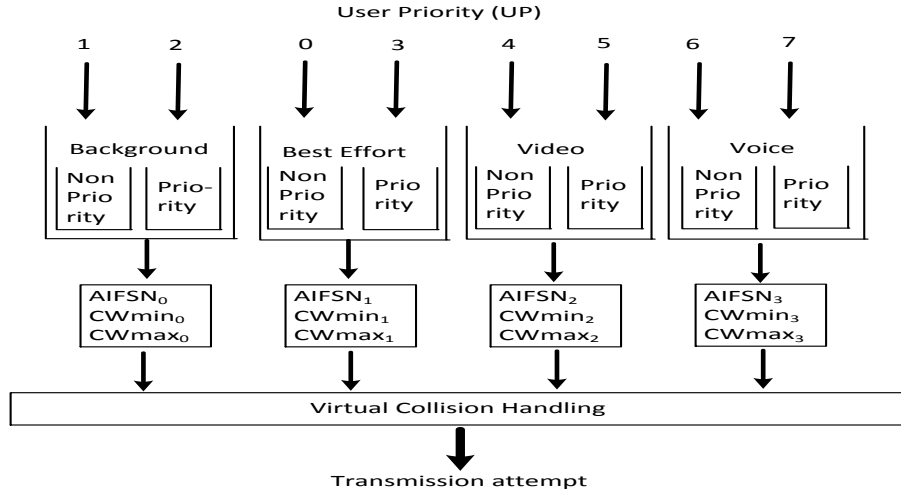 User Priority (UP)
1 2 0 3 4 5 6 7
Background
Non
Prio
rity
Prio-
rity
Best Effort
Non
Prio
rity
Prio
rity
Video
Non
Prio
rity
Prio
rity
Voice
Non
Prio
rity
Prio
rity
AIFSN₀
CWmin₀
CWmax₀
AIFSN₁
CWmin₁
CWmax₁
AIFSN₂
CWmin₂
CWmax₂
AIFSN₃
CWmin₃
CWmax₃
Virtual Collision Handling
Transmission attempt